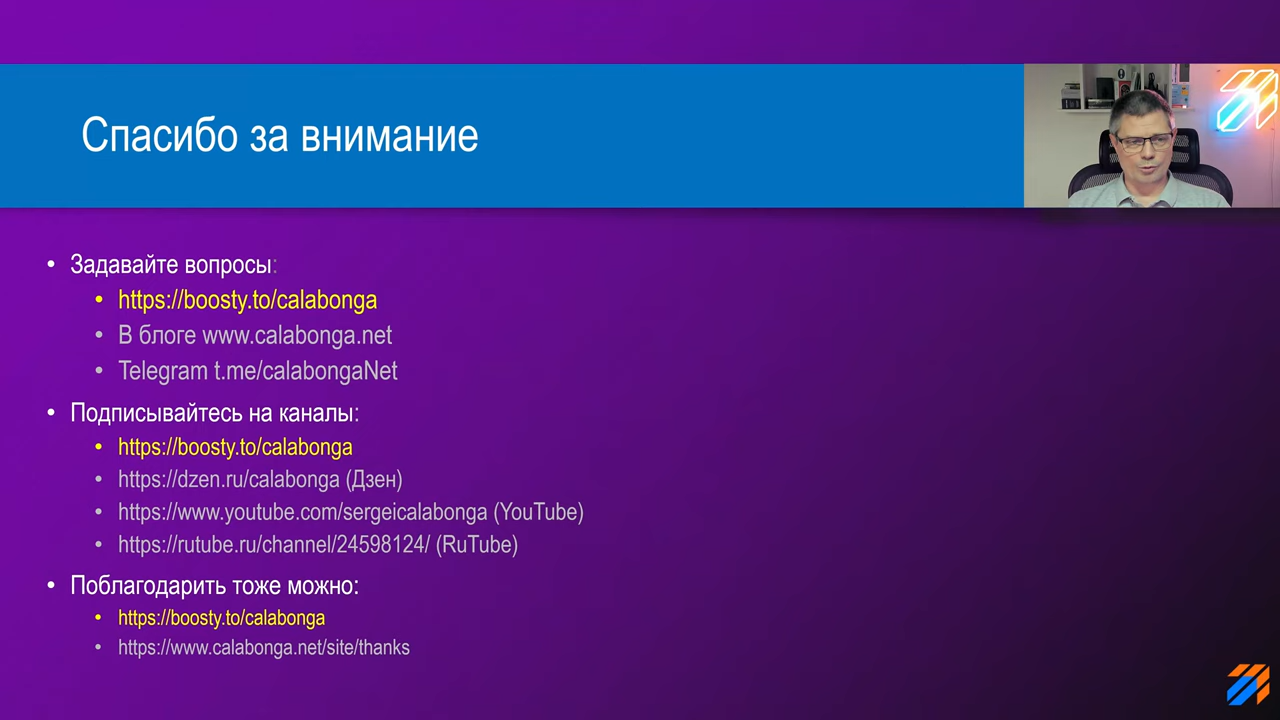 Спасибо за внимание
Задавайте вопросы:
https://boosty.to/calabonga
В блоге www.calabonga.net
Telegram t.me/calabongaNet
Подписывайтесь на каналы:
https://boosty.to/calabonga
https://dzen.ru/calabonga (Дзен)
https://www.youtube.com/sergeicalabonga (YouTube)
https://rutube.ru/channel/24598124/ (RuTube)
Поблагодарить тоже можно:
https://boosty.to/calabonga
https://www.calabonga.net/site/thanks